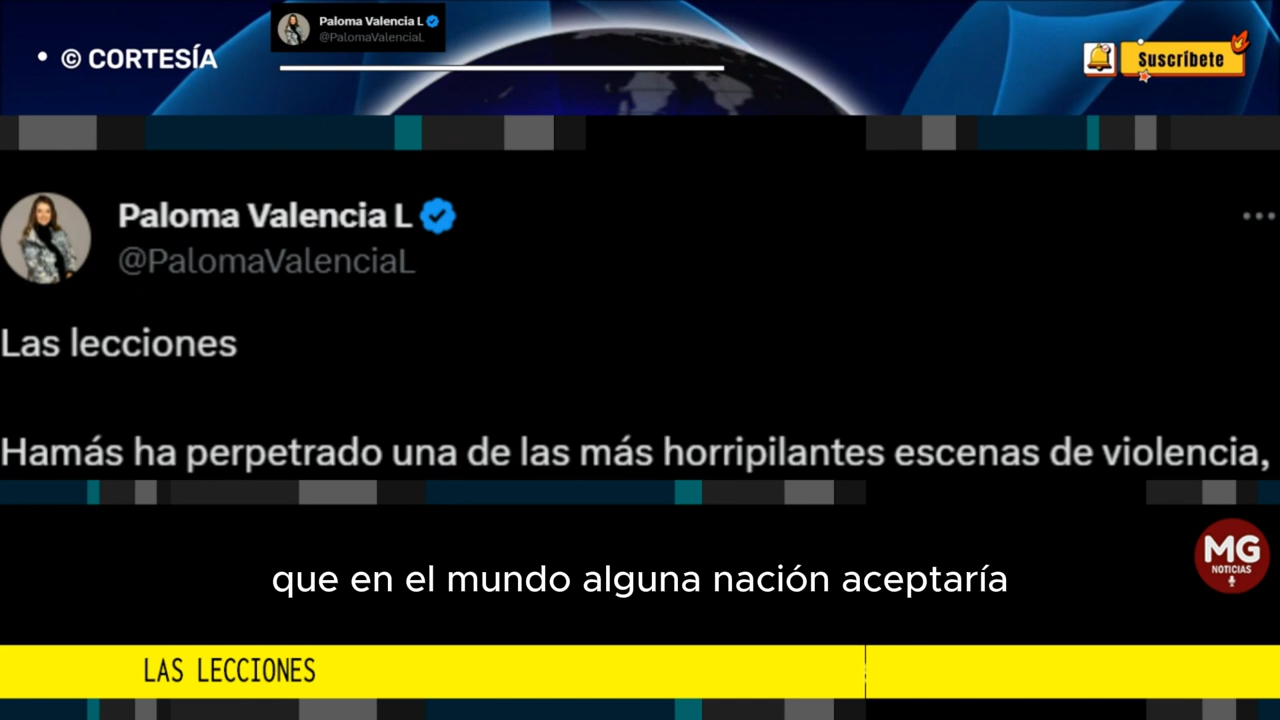 • © CORTESÍA
Paloma Valencia L
@PalomaValenciaL
Suscríbete
Paloma Valencia L
@PalomaValenciaL
Las lecciones
Hamás ha perpetrado una de las más horripilantes escenas de violencia,
que en el mundo alguna nación aceptaría
MG
NOTICIAS
LAS LECCIONES